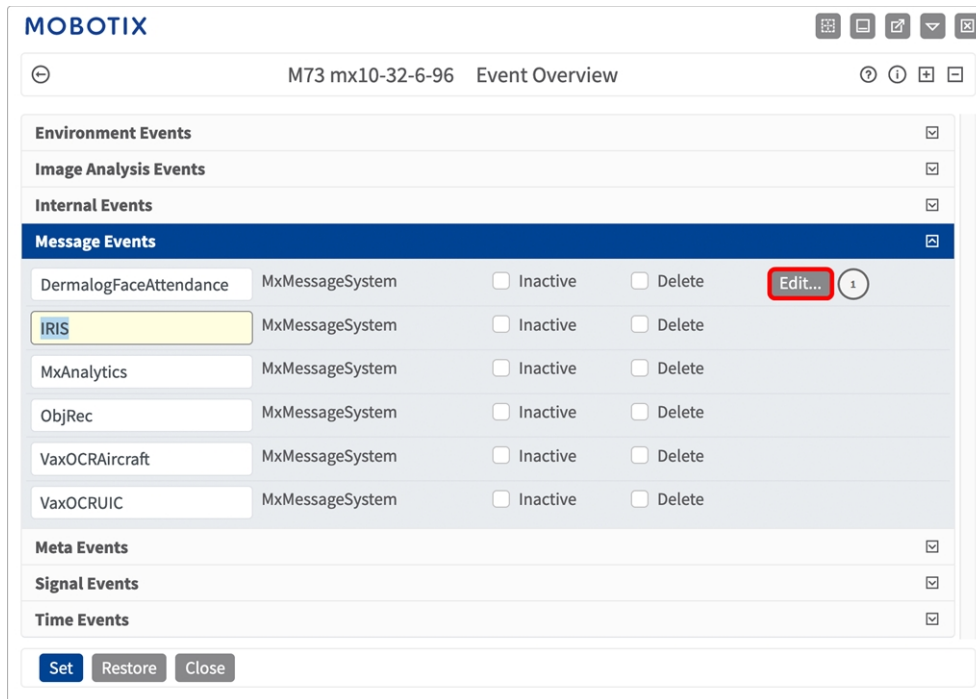 MOBOTIX
M73 mx10-32-6-96 Event Overview
Environment Events
Image Analysis Events
Internal Events
Message Events
DermalogFaceAttendance MxMessageSystem Inactive Delete Edit... 1
IRIS MxMessageSystem Inactive Delete
MxAnalytics MxMessageSystem Inactive Delete
ObjRec MxMessageSystem Inactive Delete
VaxOCRAircraft MxMessageSystem Inactive Delete
VaxOCRUIC MxMessageSystem Inactive Delete
Meta Events
Signal Events
Time Events
Set Restore Close